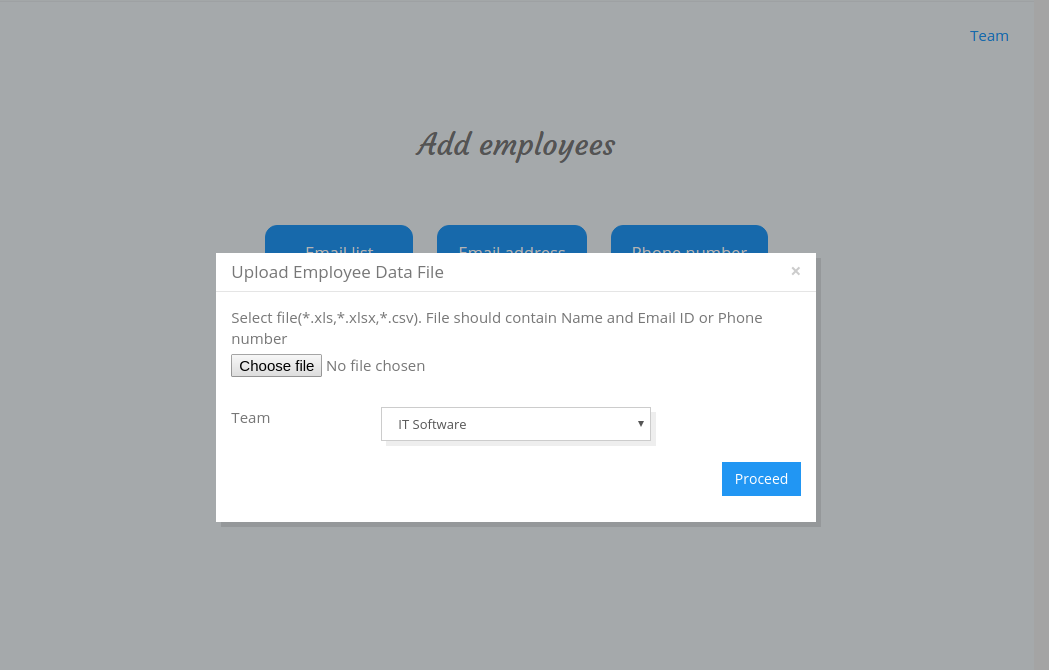 Team
Add employees
Email list Email address Phone number
Upload Employee Data File ×
Select file(*.xls,*.xlsx,*.csv). File should contain Name and Email ID or Phone
number
Choose file No file chosen
Team IT Software
Proceed